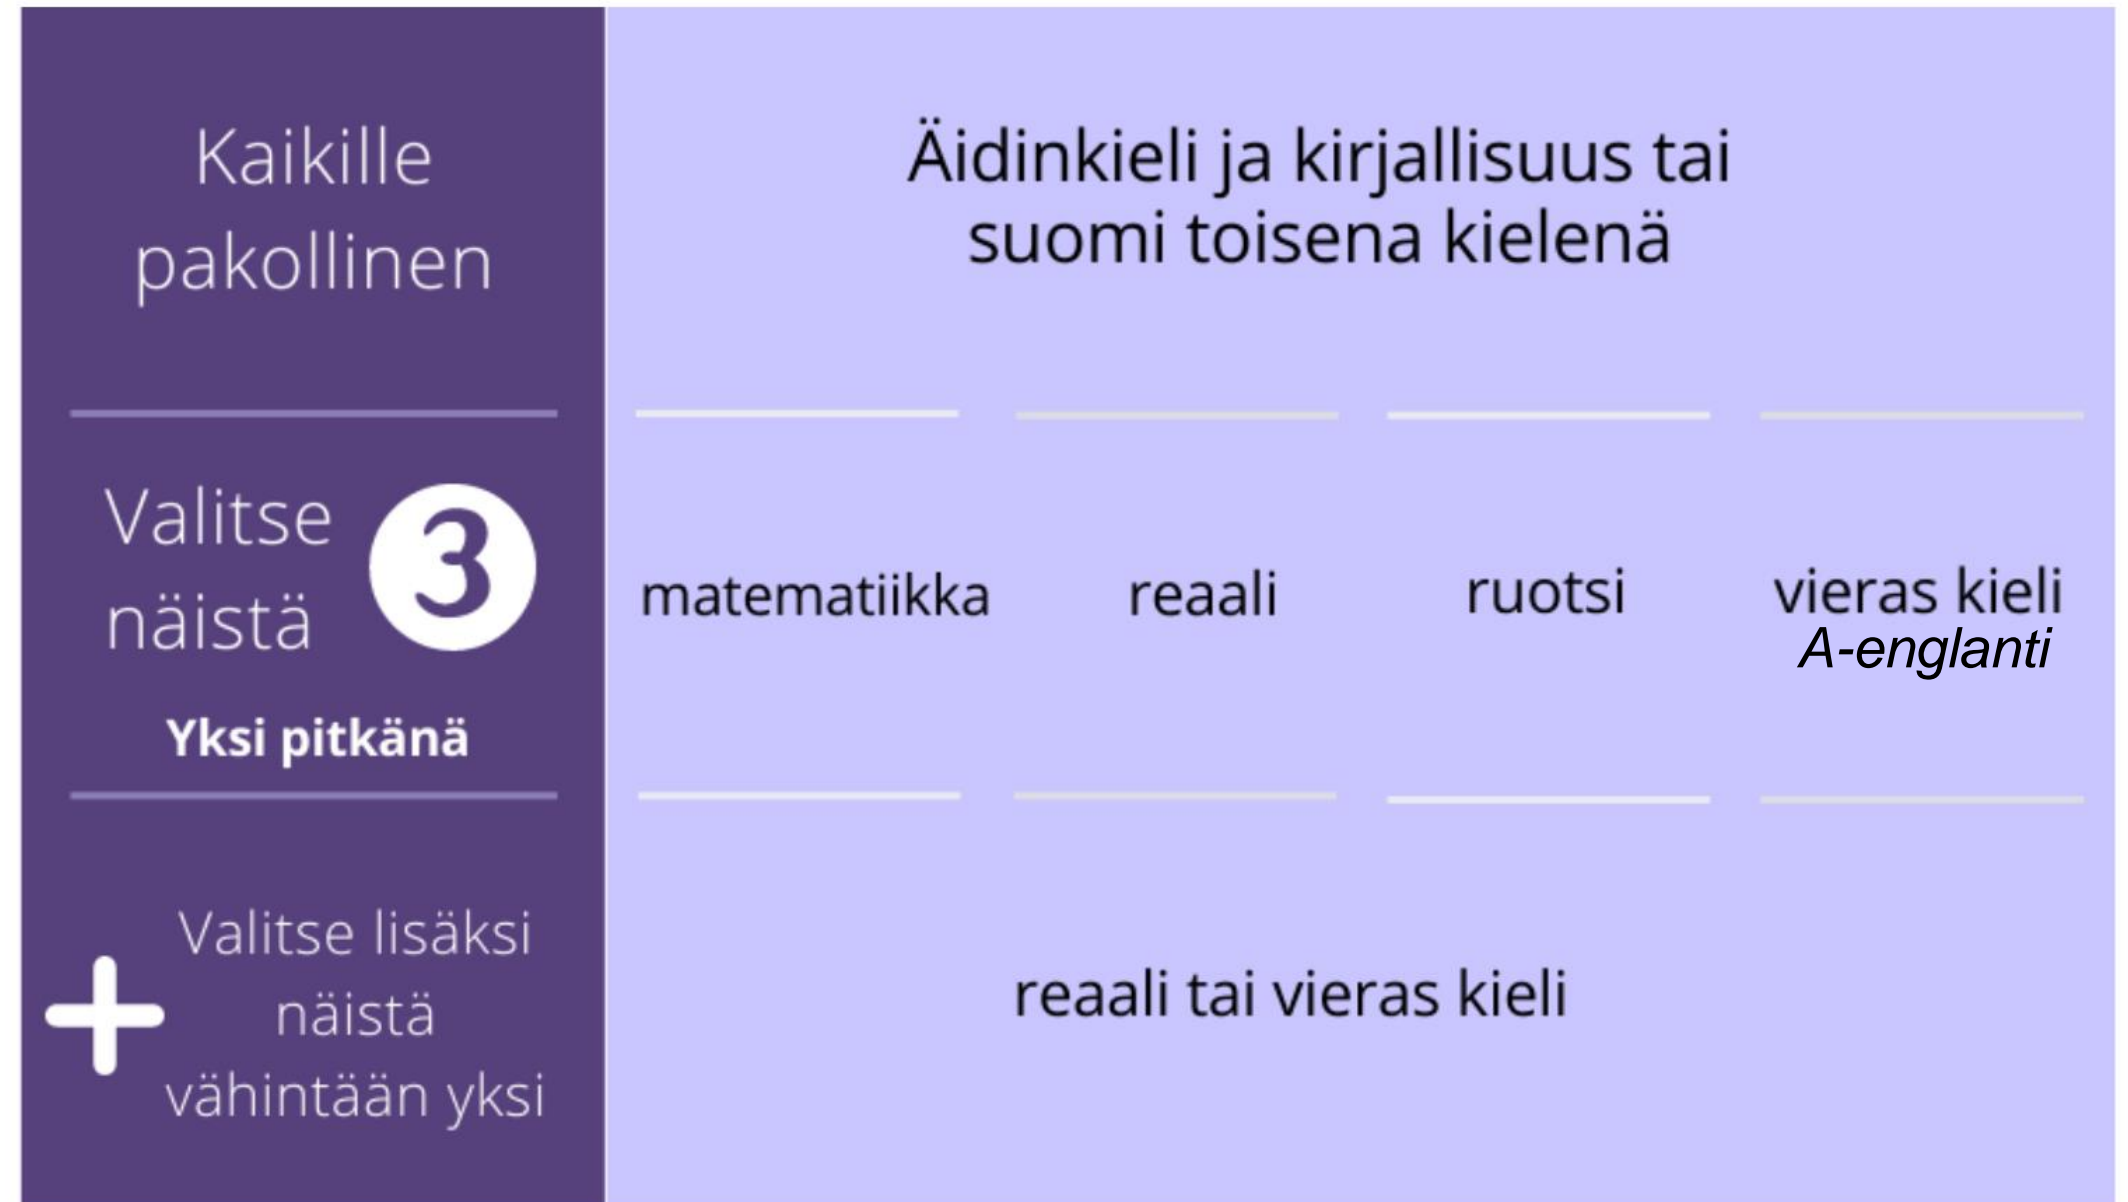 Kaikille
pakollinen
Äidinkieli ja kirjallisuus tai
suomi toisena kielenä
Valitse
näistä
3
Yksi pitkänä
matematiikka
reaali
ruotsi
vieras kieli
A-englanti
+
Valitse lisäksi
näistä
vähintään yksi
reaali tai vieras kieli